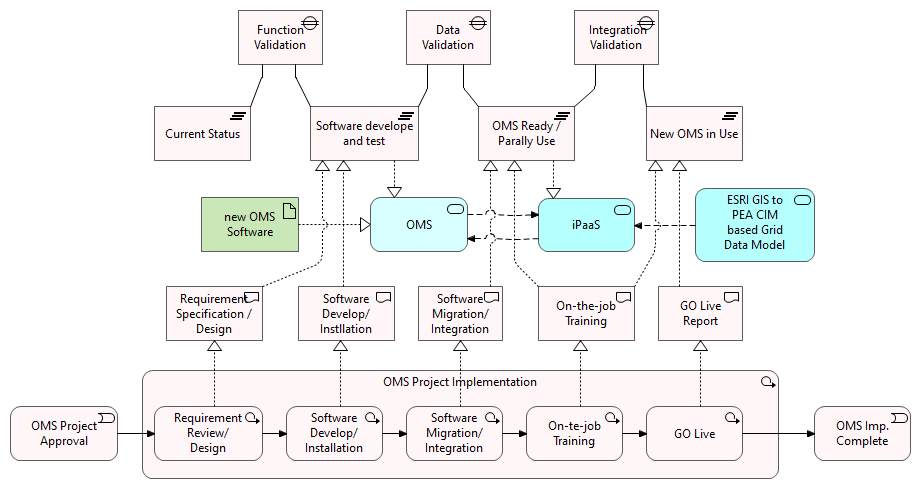 Function
Validation
Data
Validation
Integration
Validation
Current Status
Software develope
and test
OMS Ready /
Parally Use
New OMS in Use
new OMS
Software
OMS
iPaaS
ESRI GIS to
PEA CIM
based Grid
Data Model
Requirement
Specification /
Design
Software
Develop/
Instllation
Software
Migration/
Integration
On-the-job
Training
GO Live
Report
OMS Project Implementation
OMS Project
Approval
Requirement
Review/
Design
Software
Develop/
Installation
Software
Migration/
Integration
On-te-job
Training
GO Live
OMS Imp.
Complete